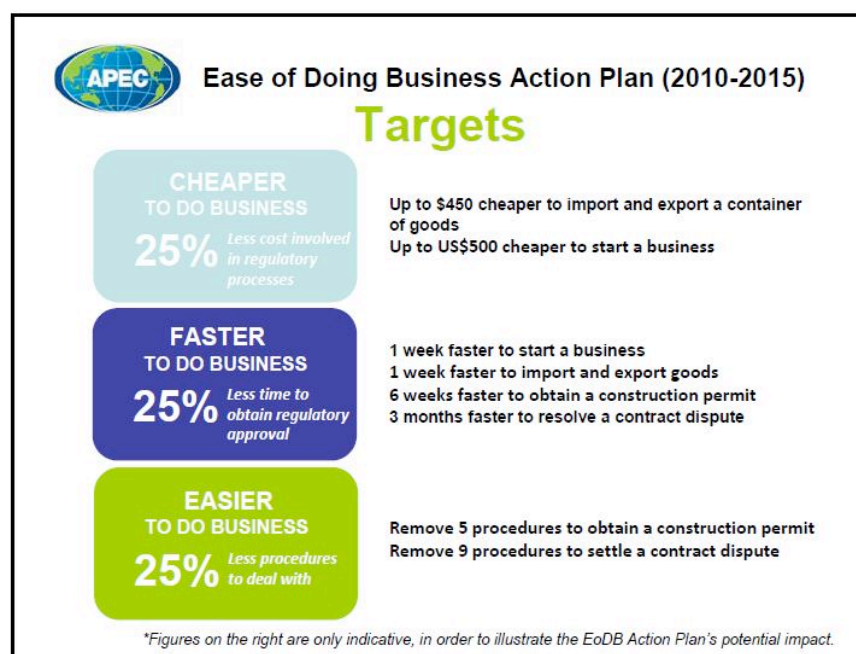 APEC
Ease of Doing Business Action Plan (2010-2015)
Targets
CHEAPER
TO DO BUSINESS
25%
Less cost involved
in regulatory
processes
Up to $450 cheaper to import and export a container
of goods
Up to US$500 cheaper to start a business
FASTER
TO DO BUSINESS
25%
Less time to
obtain regulatory
approval
1 week faster to start a business
1 week faster to import and export goods
6 weeks faster to obtain a construction permit
3 months faster to resolve a contract dispute
EASIER
TO DO BUSINESS
25%
Less procedures
to deal with
Remove 5 procedures to obtain a construction permit
Remove 9 procedures to settle a contract dispute
*Figures on the right are only indicative, in order to illustrate the EoDB Action Plan's potential impact.